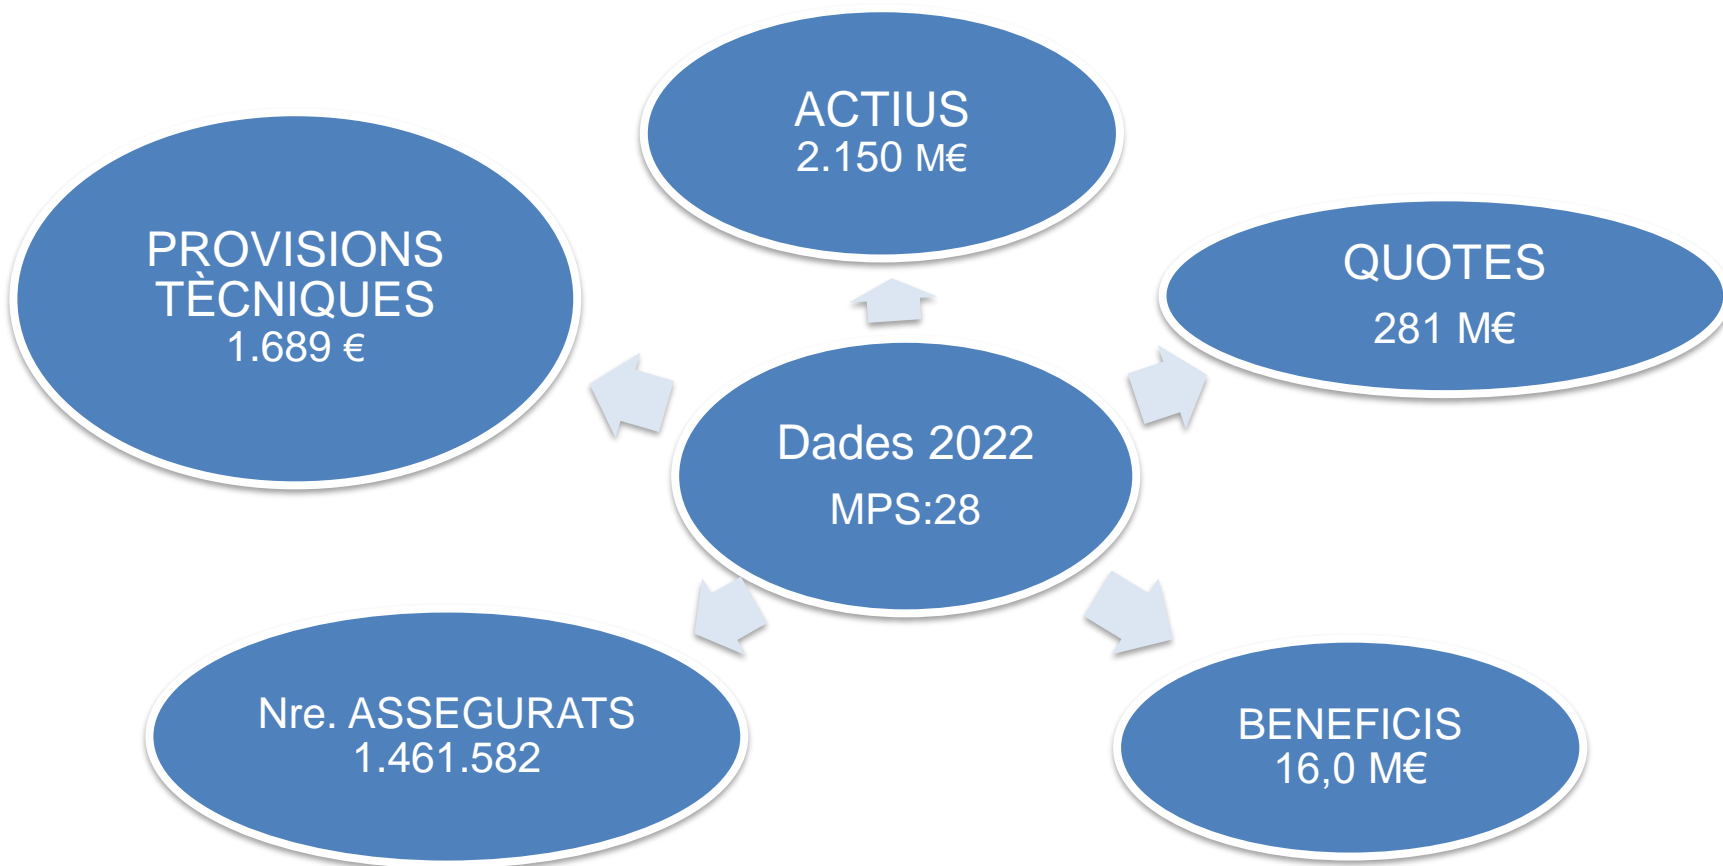 ACTIUS
2.150 M€
PROVISIONS
TÈCNIQUES
1.689 €
QUOTES
281 M€
Dades 2022
MPS:28
Nre. ASSEGURATS
1.461.582
BENEFICIS
16,0 M€